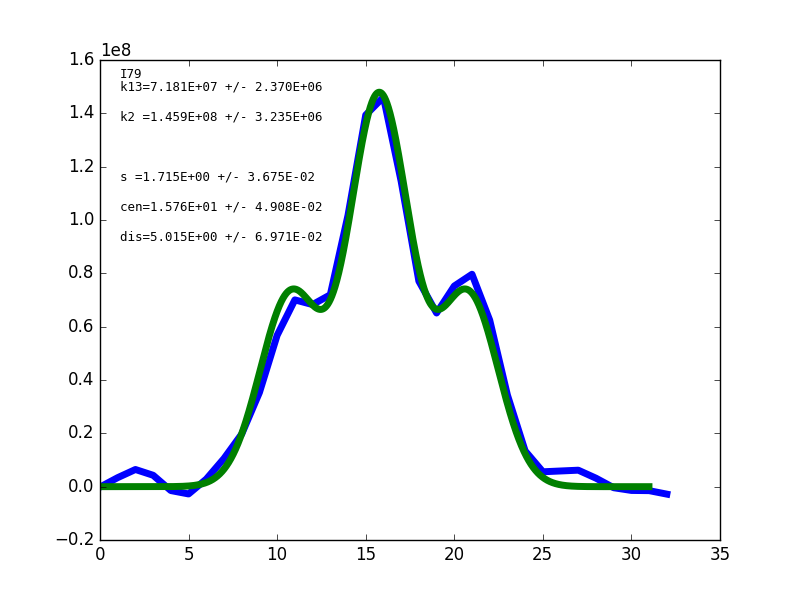 1e8
1.6
1.4
1.2
1.0
0.8
0.6
0.4
0.2
0.0
−0.2
I79
k13=7.181E+07 +/- 2.370E+06
k2 =1.459E+08 +/- 3.235E+06
s =1.715E+00 +/- 3.675E-02
cen=1.576E+01 +/- 4.908E-02
dis=5.015E+00 +/- 6.971E-02
0 5 10 15 20 25 30 35